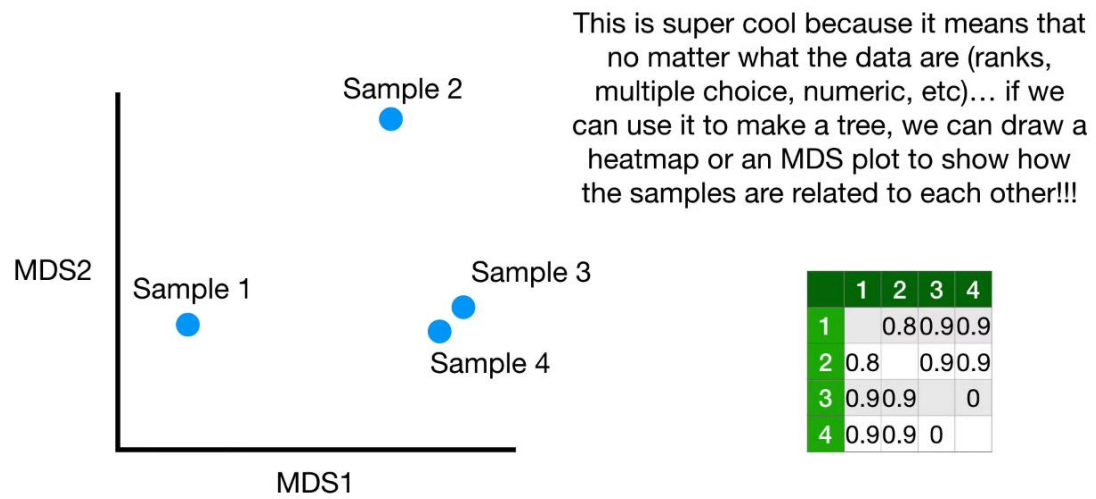 This is super cool because it means that
no matter what the data are (ranks,
multiple choice, numeric, etc)... if we
can use it to make a tree, we can draw a
heatmap or an MDS plot to show how
the samples are related to each other!!!
Sample 2
MDS2
Sample 1
Sample 3
Sample 4
MDS1
1 2 3 4
1 0.8 0.9 0.9
2 0.8 0.9 0.9
3 0.9 0.9 0
4 0.9 0.9 0